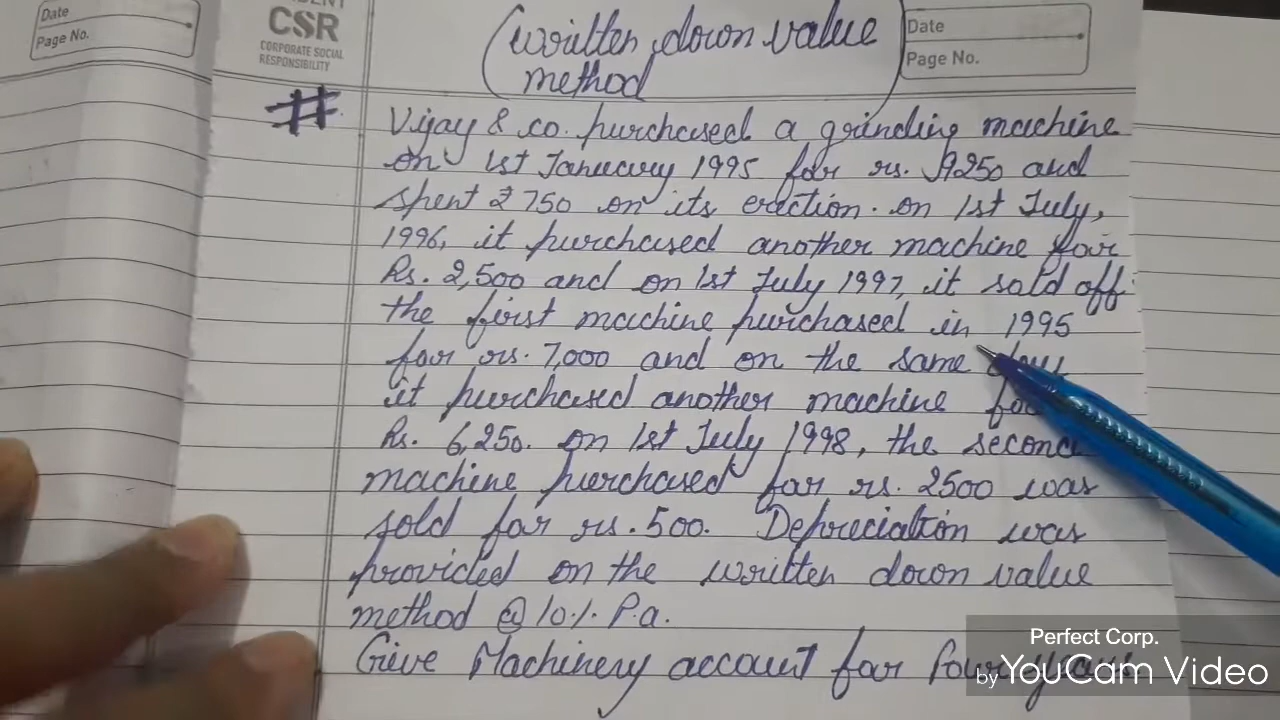 Date
Page No.
CSR
CORPORATE SOCIAL
RESPONSIBILITY
(written down value
method)
Date
Page No.
# Vijay & co. purchased a grinding machine
on 1st January 1995 for rs. 9250 and
spent ₹ 750 on its erection. on 1st July,
1996, it purchased another machine for
Rs. 2,500 and on 1st July 1997, it sold off
the first machine purchased in 1995
for rs. 7,000 and on the same day
it purchased another machine for
Rs. 6,250. on 1st July 1998, the second
machine purchased for rs. 2500 was
sold for rs. 500. Depreciation was
provided on the written down value
method @ 10% P.a.
Give Machinery account for Four
Perfect Corp.
by YouCam Video